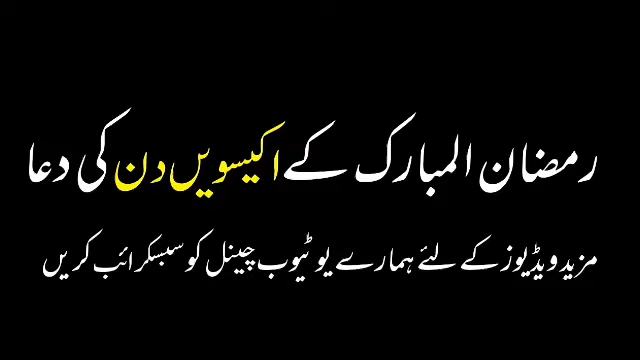 رمضان المبارک کے اکیسویں دن کی دعا
مزید ویڈیوز کے لئے ہمارے یوٹیوب چینل کو سبسکرائب کریں